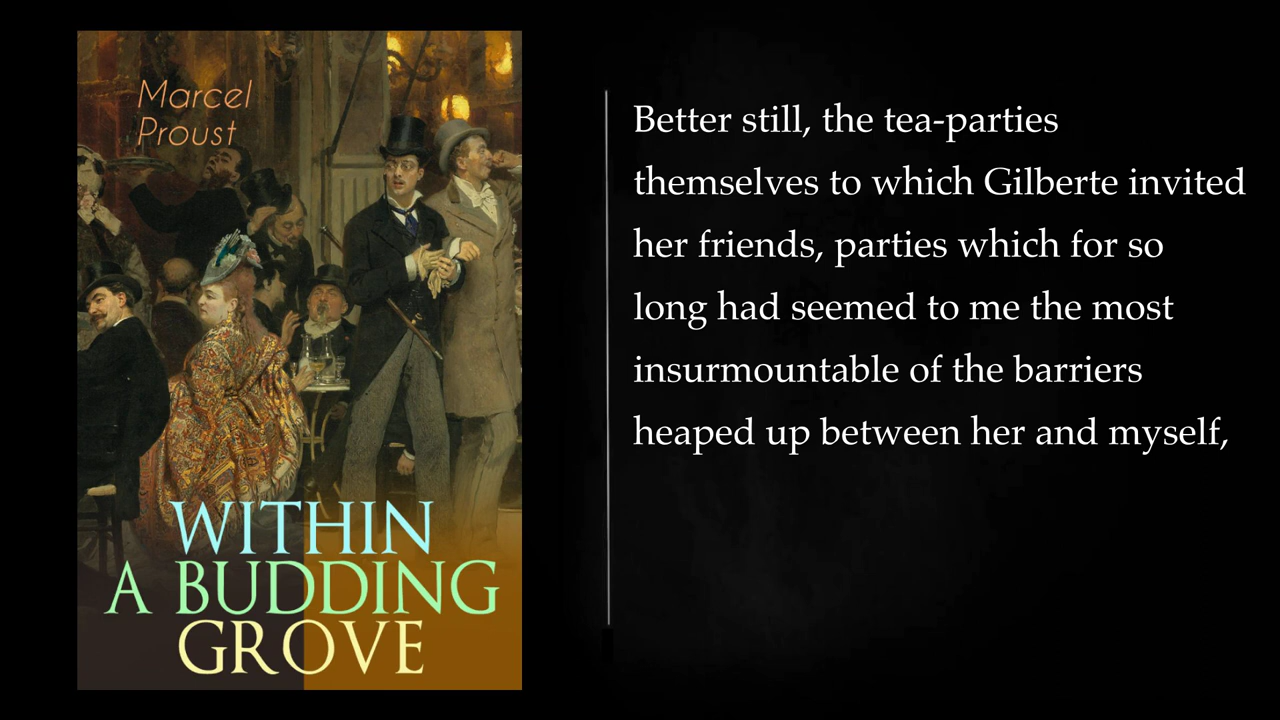 Marcel
Proust
WITHIN
A BUDDING
GROVE
Better still, the tea-parties
themselves to which Gilberte invited
her friends, parties which for so
long had seemed to me the most
insurmountable of the barriers
heaped up between her and myself,